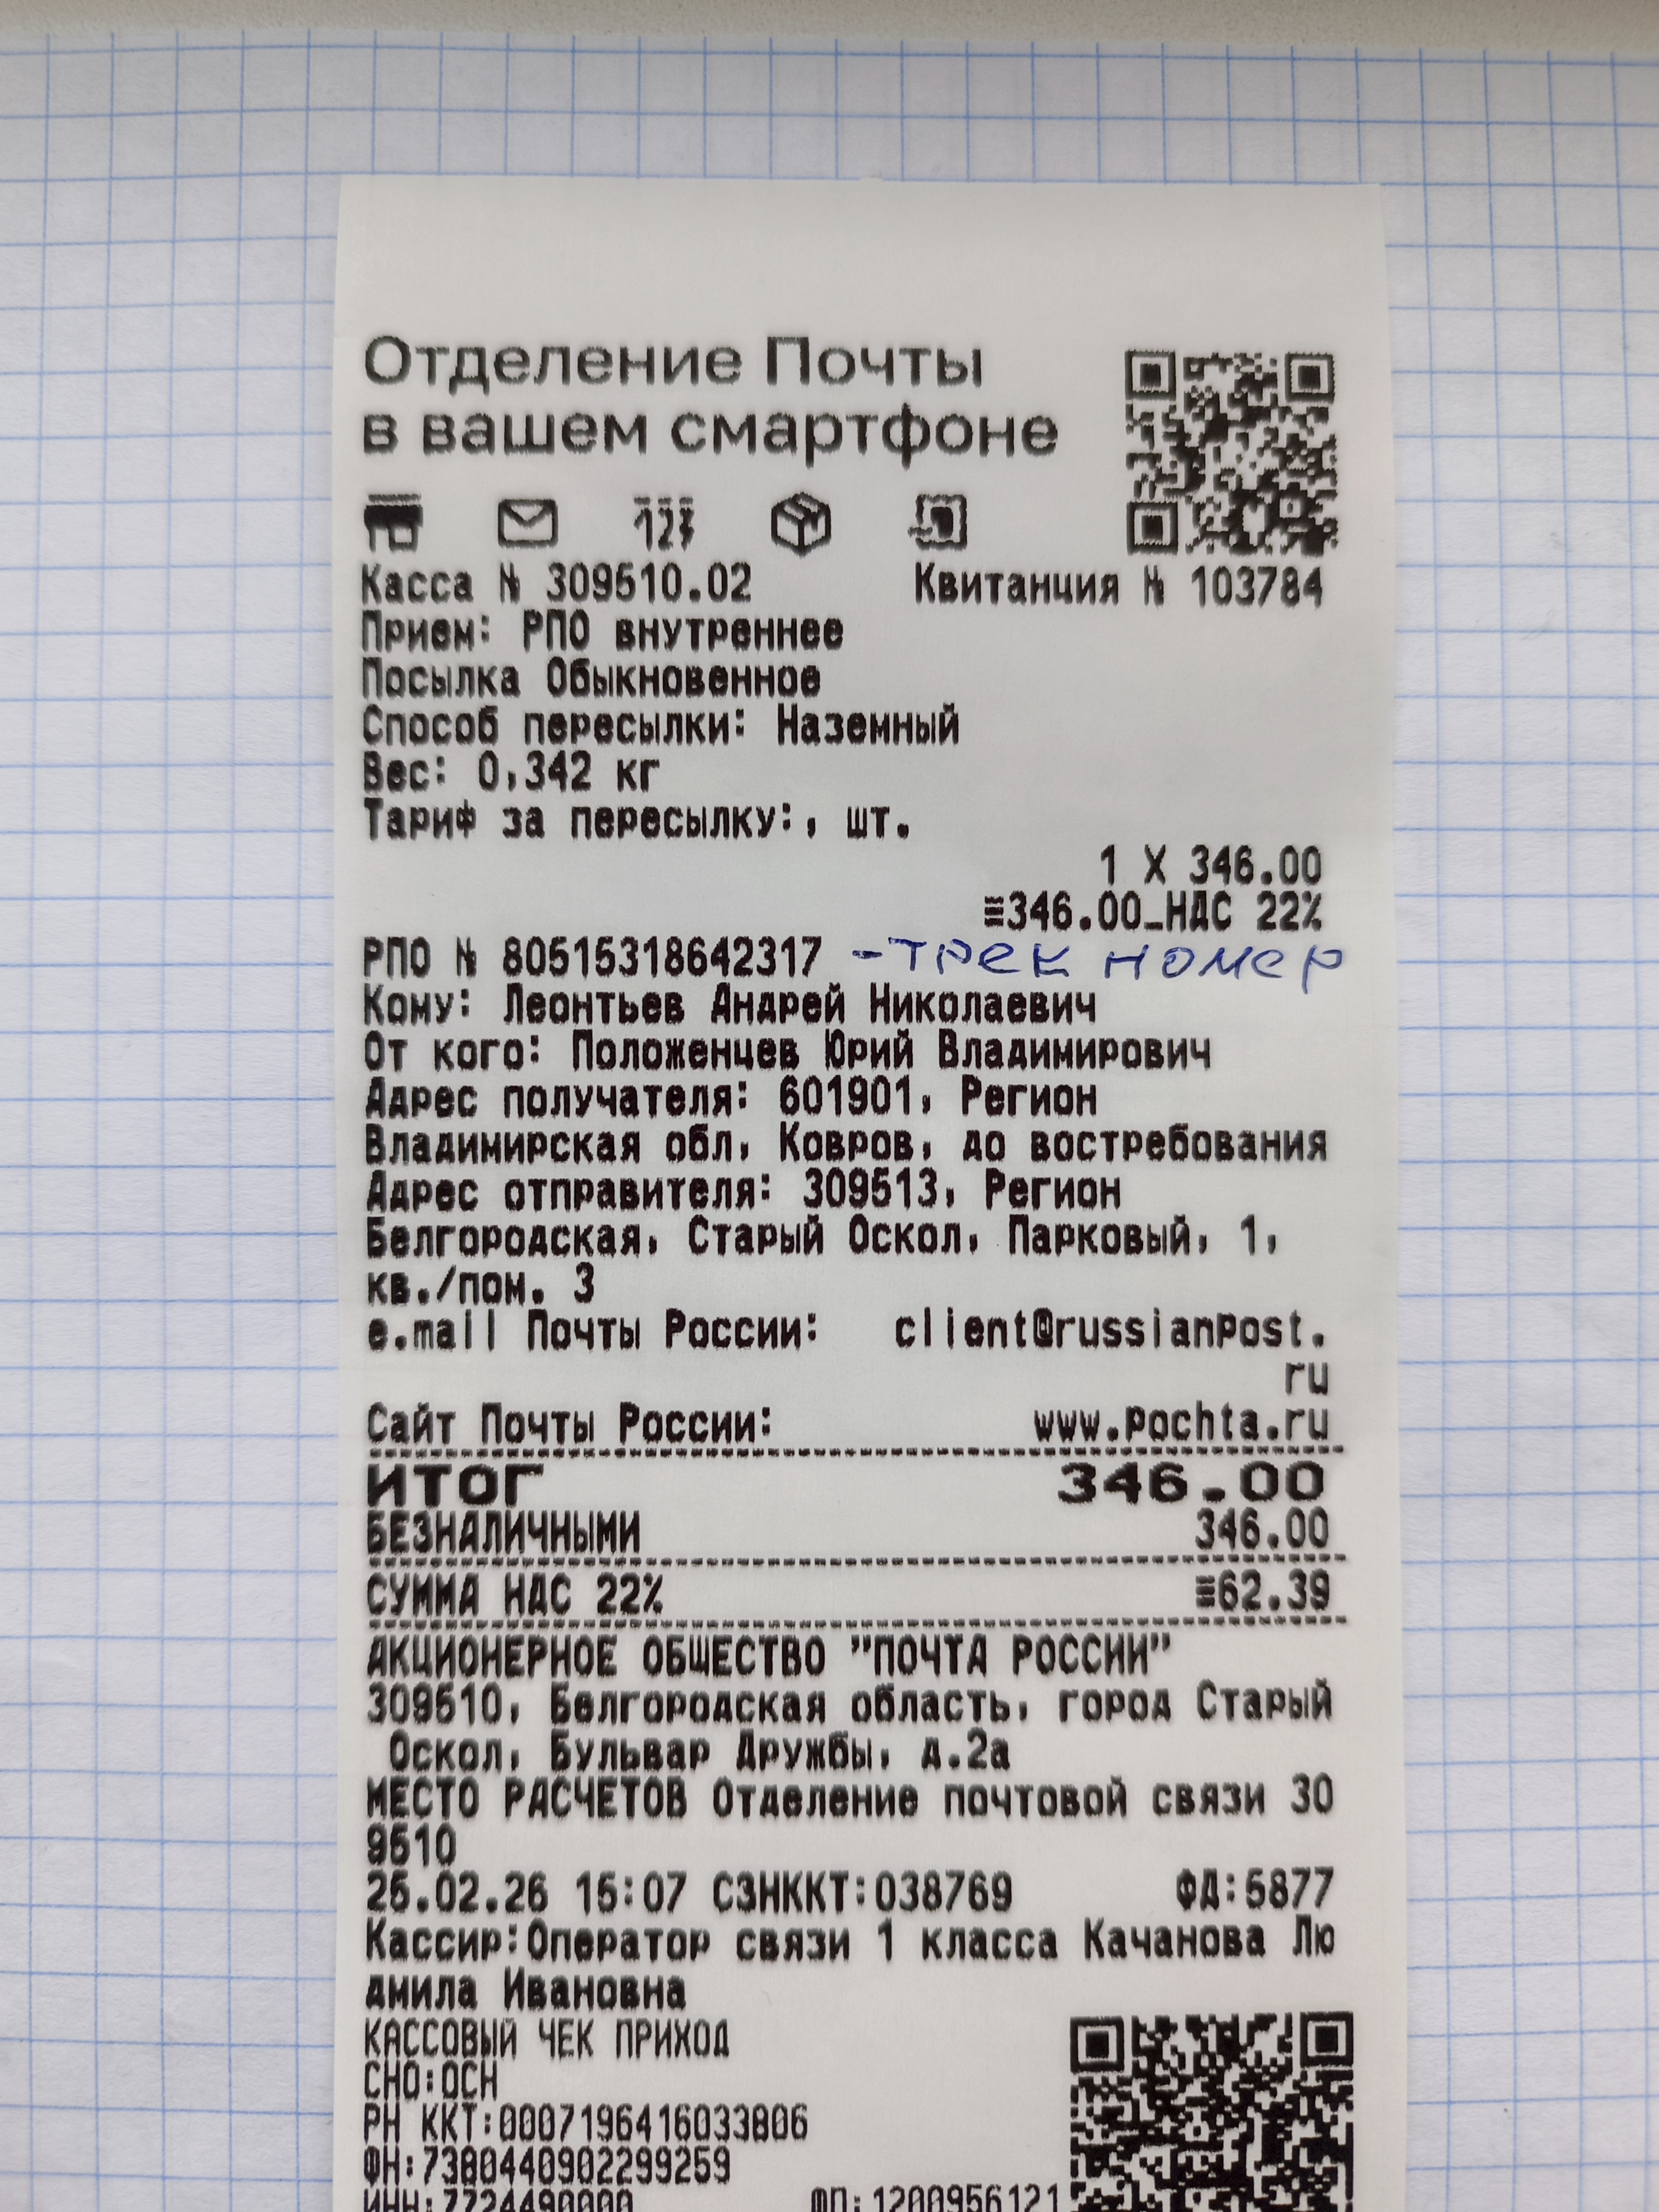 Отделение Почты
в вашем смартфоне
Касса № 309510.02 Квитанция № 103784
Прием: РПО внутреннее
Посылка Обыкновенное
Способ пересылки: Наземный
Вес: 0,342 кг
Тариф за пересылку:, шт.
1 X 346.00
≡346.00_НДС 22%
РПО № 80515318642317 - трек номер
Кому: Леонтьев Андрей Николаевич
От кого: Положенцев Юрий Владимирович
Адрес получателя: 601901, Регион
Владимирская обл, Ковров, до востребования
Адрес отправителя: 309513, Регион
Белгородская, Старый Оскол, Парковый, 1,
кв./пом. 3
e.mail Почты России: client@russianpost.
ru
Сайт Почты России: www.pochta.ru
ИТОГ 346.00
БЕЗНАЛИЧНЫМИ 346.00
СУММА НДС 22% ≡62.39
АКЦИОНЕРНОЕ ОБЩЕСТВО "ПОЧТА РОССИИ"
309510, Белгородская область, город Старый
Оскол, Бульвар Дружбы, д.2а
МЕСТО РАСЧЕТОВ Отделение почтовой связи 30
9510
25.02.26 15:07 СЗНККТ:038769 ФД:5877
Кассир:Оператор связи 1 класса Качанова Лю
дмила Ивановна
КАССОВЫЙ ЧЕК ПРИХОД
СНО:ОСН
РН ККТ:0007196416033806
ФН:7380440902299259
ИНН:7724490000 ФП:1200956121